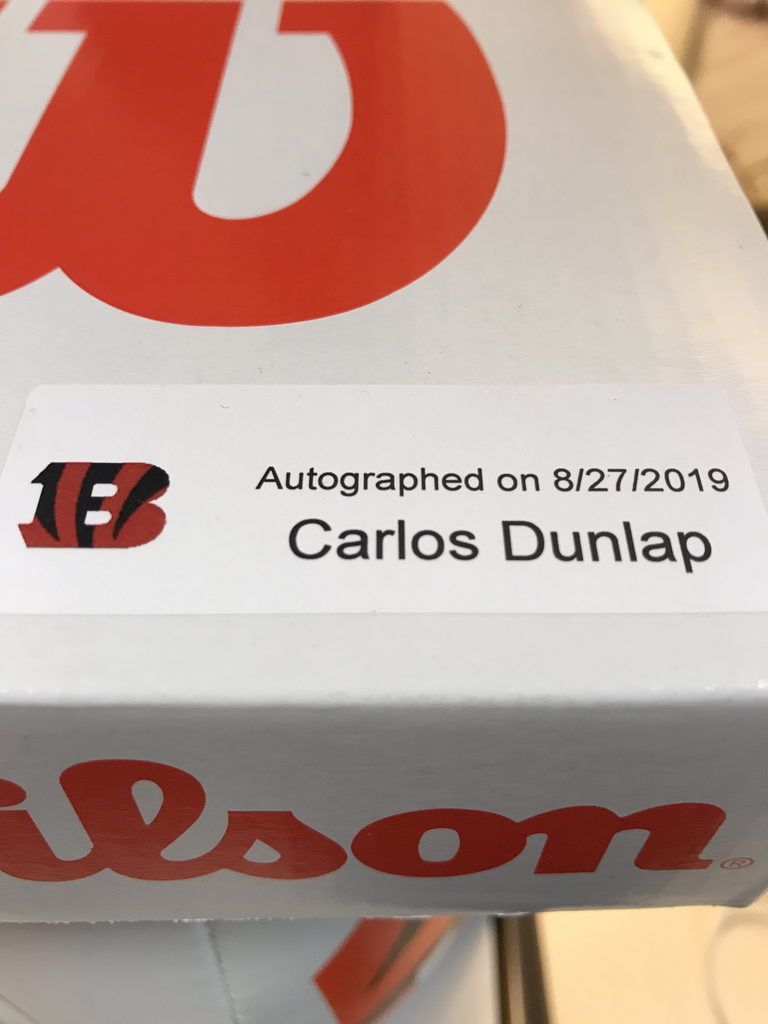 B
Autographed on 8/27/2019
Carlos Dunlap
ilson®